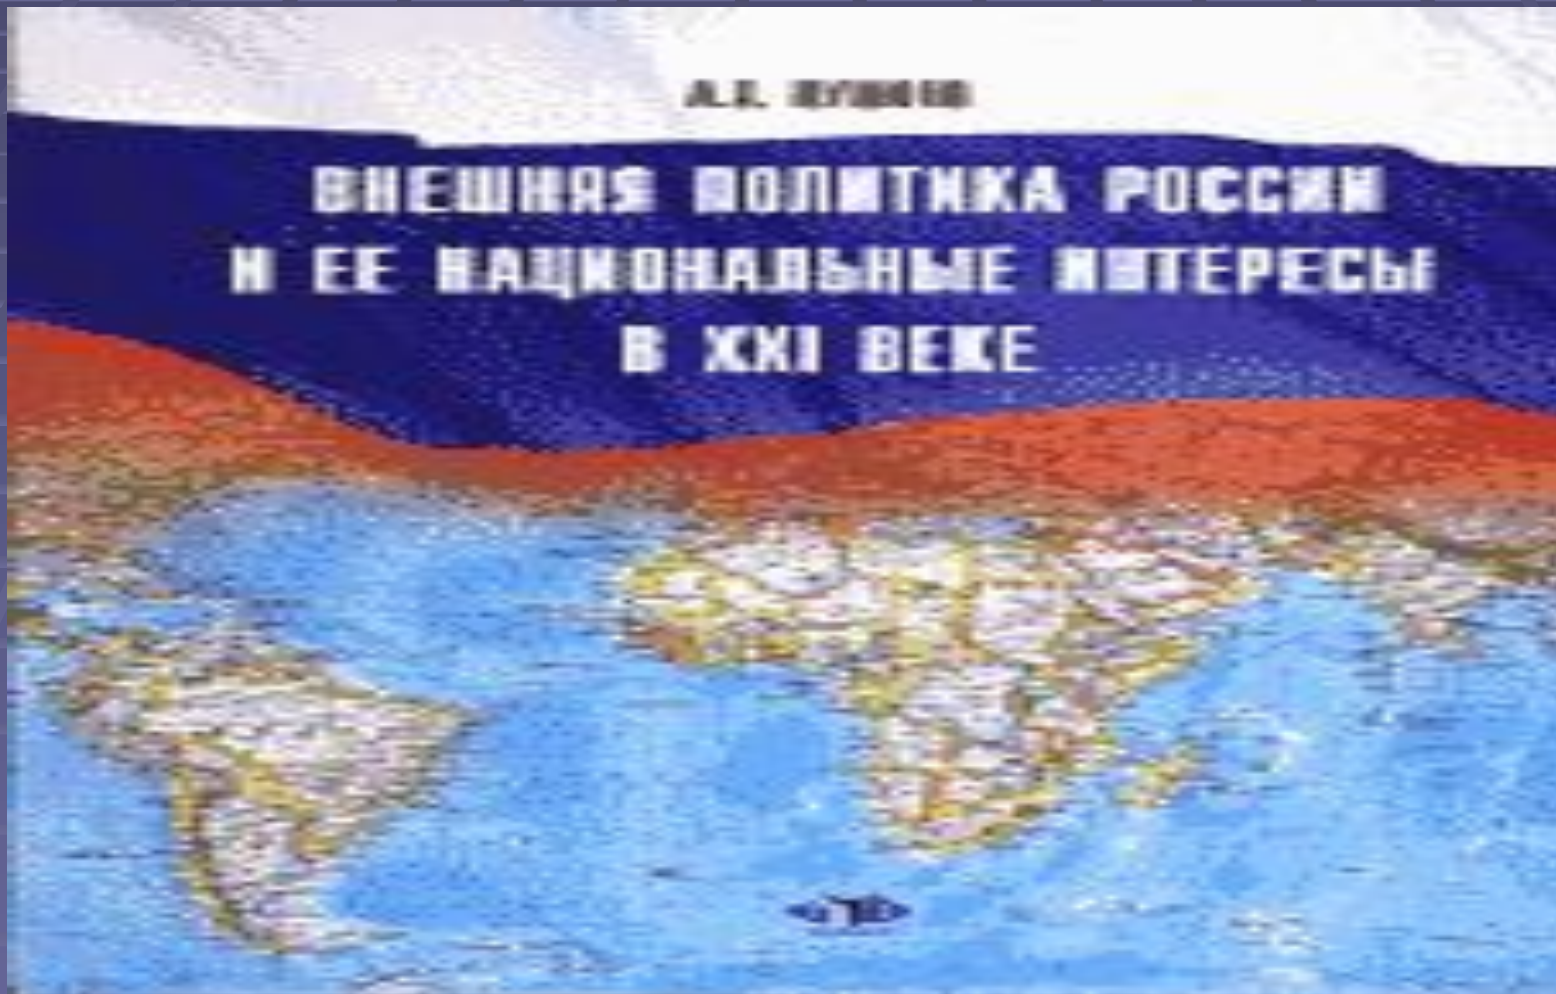 ВНЕШНЯЯ ПОЛИТИКА РОССИИ
И ЕЕ НАЦИОНАЛЬНЫЕ ИНТЕРЕСЫ
В XXI ВЕКЕ